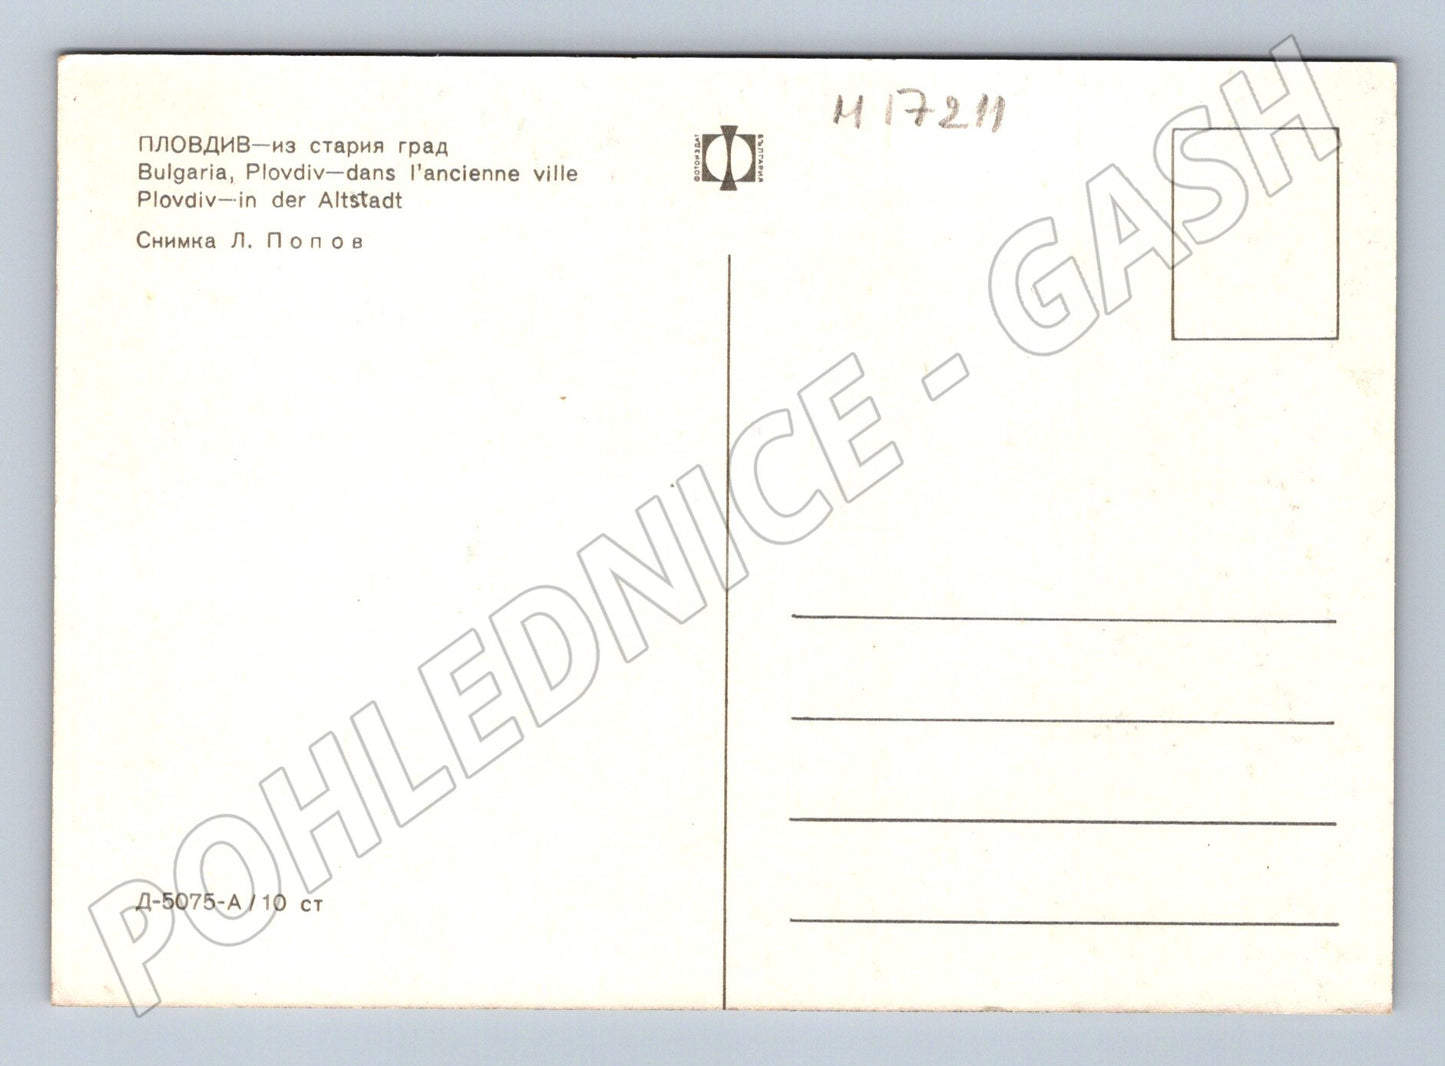 ПЛОВДИВ—из стария град
Bulgaria, Plovdiv—dans l'ancienne ville
Plovdiv—in der Altstadt
Снимка Л. Попов
ФОТОИЗДАТ
БЪЛГАРИЯ
M 17211
POHLEDNICE - GASH
Д-5075-А / 10 ст